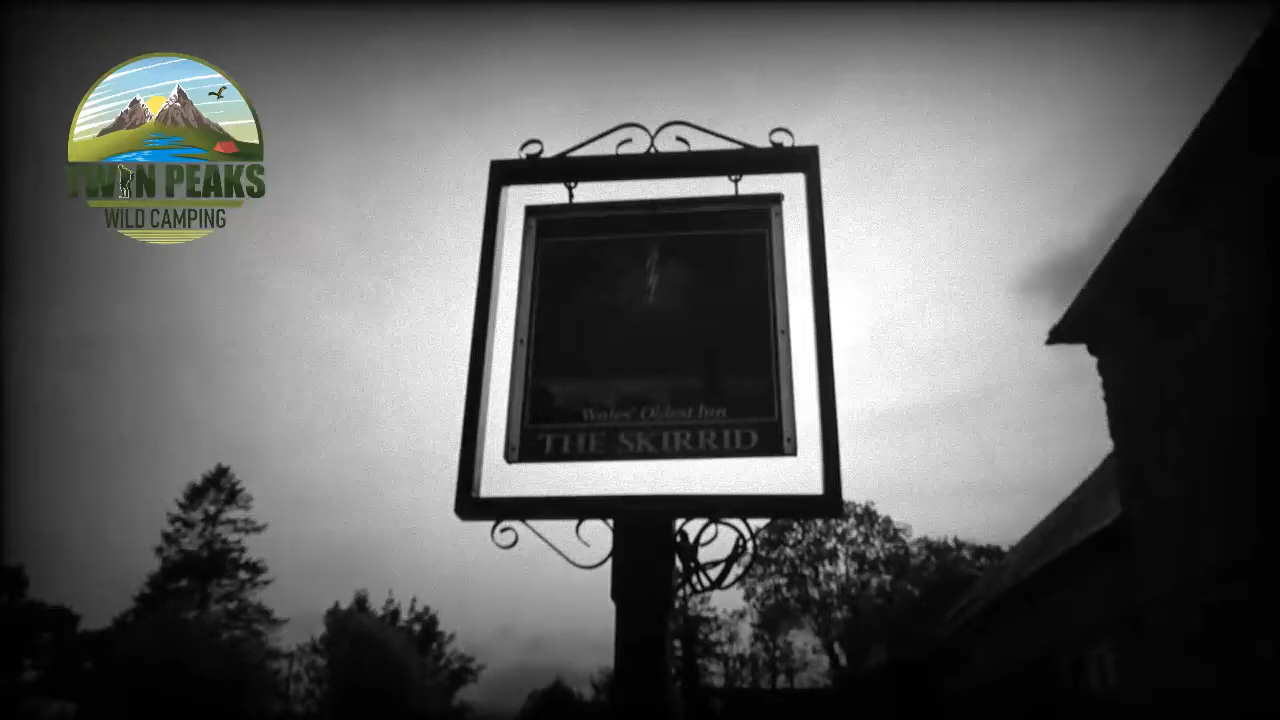 TWIN PEAKS
WILD CAMPING
Wales' Oldest Inn
THE SKIRRID